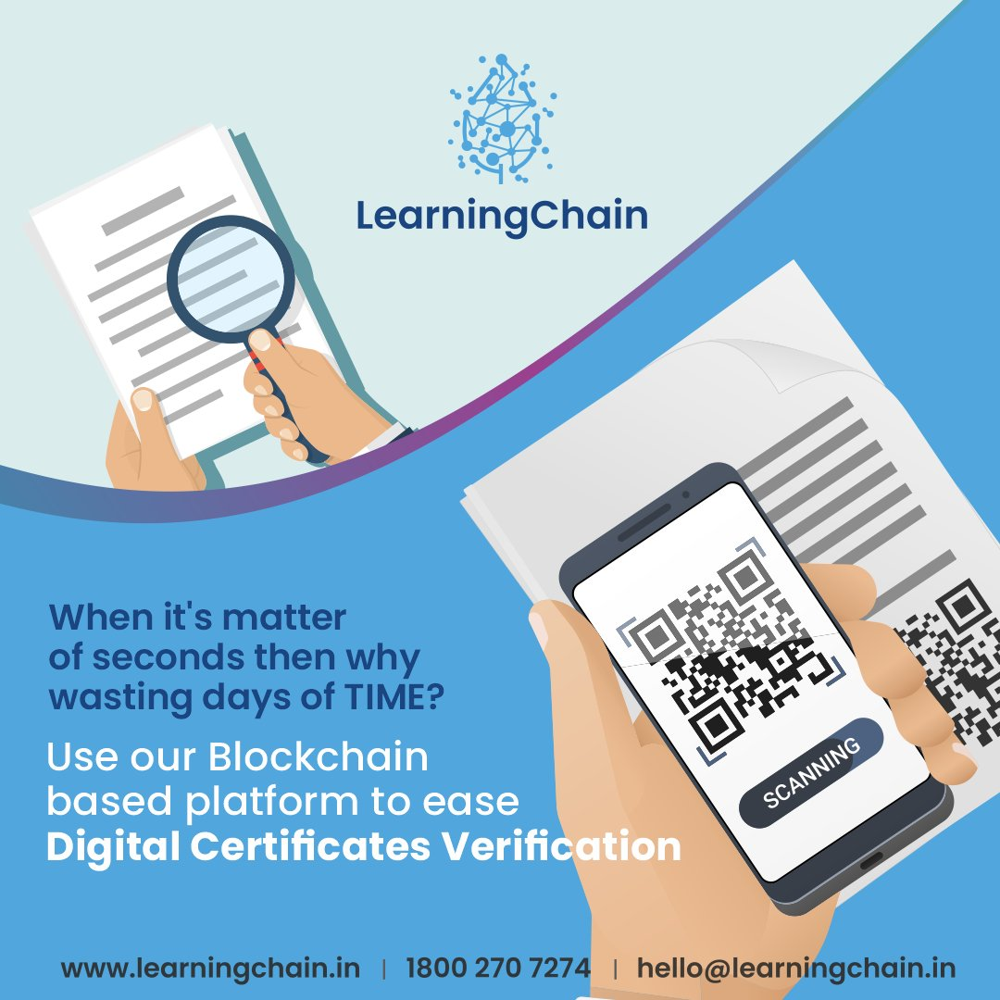 LearningChain
When it's matter
of seconds then why
wasting days of TIME?
Use our Blockchain
based platform to ease
Digital Certificates Verification
SCANNING
www.learningchain.in | 1800 270 7274 | hello@learningchain.in